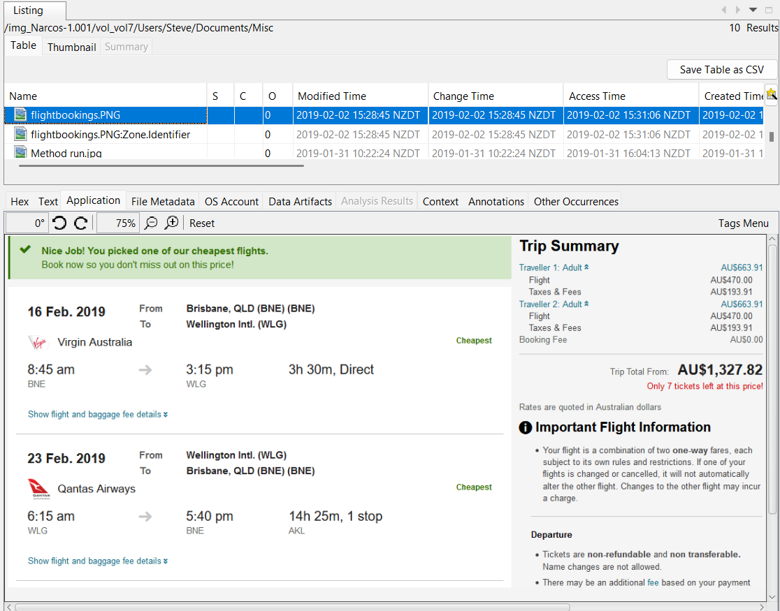 Listing
/img_Narcos-1.001/vol_vol7/Users/Steve/Documents/Misc
10 Results
Table Thumbnail Summary
Save Table as CSV
Name S C O Modified Time Change Time Access Time Created Time
flightbookings.PNG 0 2019-02-02 15:28:45 NZDT 2019-02-02 15:28:45 NZDT 2019-02-02 15:31:06 NZDT 2019-02-02 1
flightbookings.PNG:Zone.Identifier 0 2019-02-02 15:28:45 NZDT 2019-02-02 15:28:45 NZDT 2019-02-02 15:31:06 NZDT 2019-02-02 1
Method run.jpg 0 2019-01-31 10:22:24 NZDT 2019-01-31 10:22:24 NZDT 2019-01-31 16:04:13 NZDT 2019-01-31 1
Hex Text Application File Metadata OS Account Data Artifacts Analysis Results Context Annotations Other Occurrences
0° 75% Reset Tags Menu
Nice Job! You picked one of our cheapest flights.
Book now so you don't miss out on this price!
16 Feb. 2019 From Brisbane, QLD (BNE) (BNE)
To Wellington Intl. (WLG)
Virgin Australia Cheapest
8:45 am 3:15 pm 3h 30m, Direct
BNE WLG
Show flight and baggage fee details
23 Feb. 2019 From Wellington Intl. (WLG)
To Brisbane, QLD (BNE) (BNE)
Qantas Airways Cheapest
6:15 am 5:40 pm 14h 25m, 1 stop
WLG BNE AKL
Show flight and baggage fee details
Trip Summary
Traveller 1: Adult AU$663.91
Flight AU$470.00
Taxes & Fees AU$193.91
Traveller 2: Adult AU$663.91
Flight AU$470.00
Taxes & Fees AU$193.91
Booking Fee AU$0.00
Trip Total From: AU$1,327.82
Only 7 tickets left at this price!
Rates are quoted in Australian dollars
Important Flight Information
• Your flight is a combination of two one-way fares, each
subject to its own rules and restrictions. If one of your
flights is changed or cancelled, it will not automatically
alter the other flight. Changes to the other flight may incur
a charge.
Departure
• Tickets are non-refundable and non transferable.
Name changes are not allowed.
• There may be an additional fee based on your payment